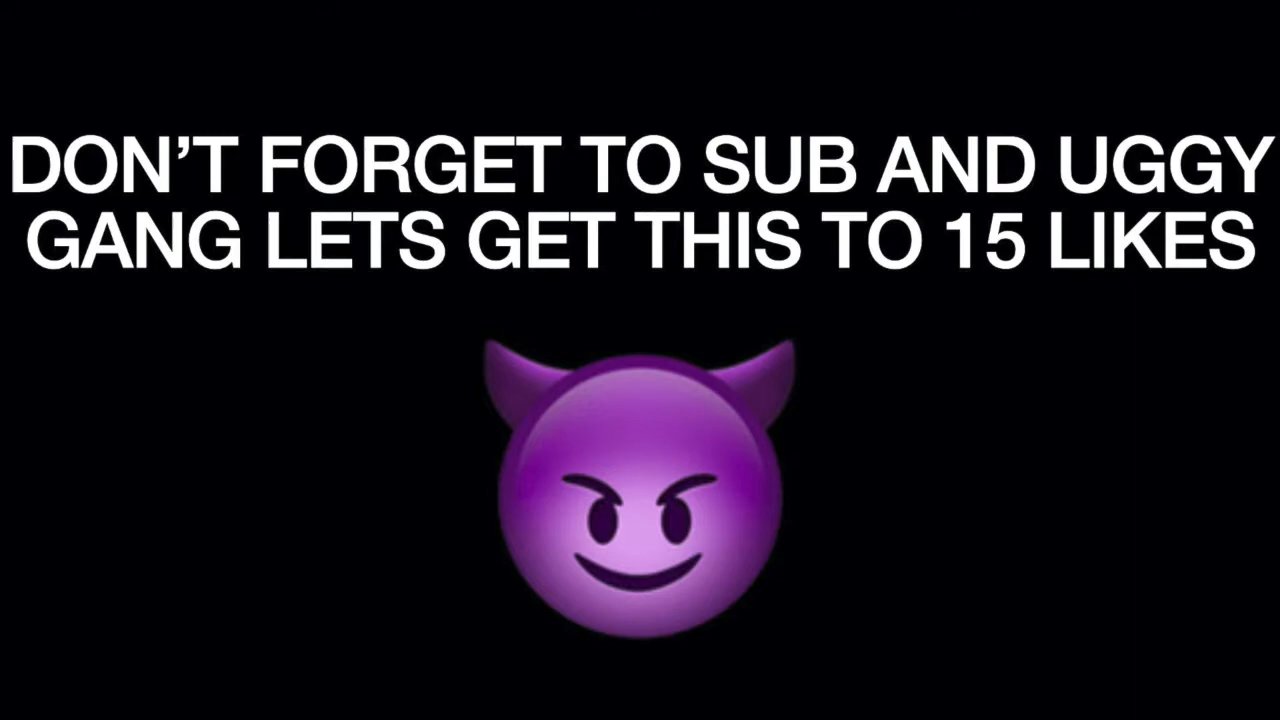 DON’T FORGET TO SUB AND UGGY
GANG LETS GET THIS TO 15 LIKES